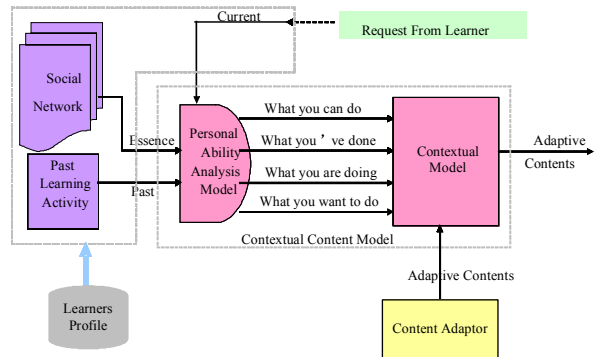 Current
Request From Learner
Social
Network
What you can do
Essence
Personal
Ability
Analysis
Model
What you ’ ve done
Contextual
Model
Adaptive
Contents
Past
Learning
Activity
What you are doing
Past
What you want to do
Contextual Content Model
Adaptive Contents
Learners
Profile
Content Adaptor